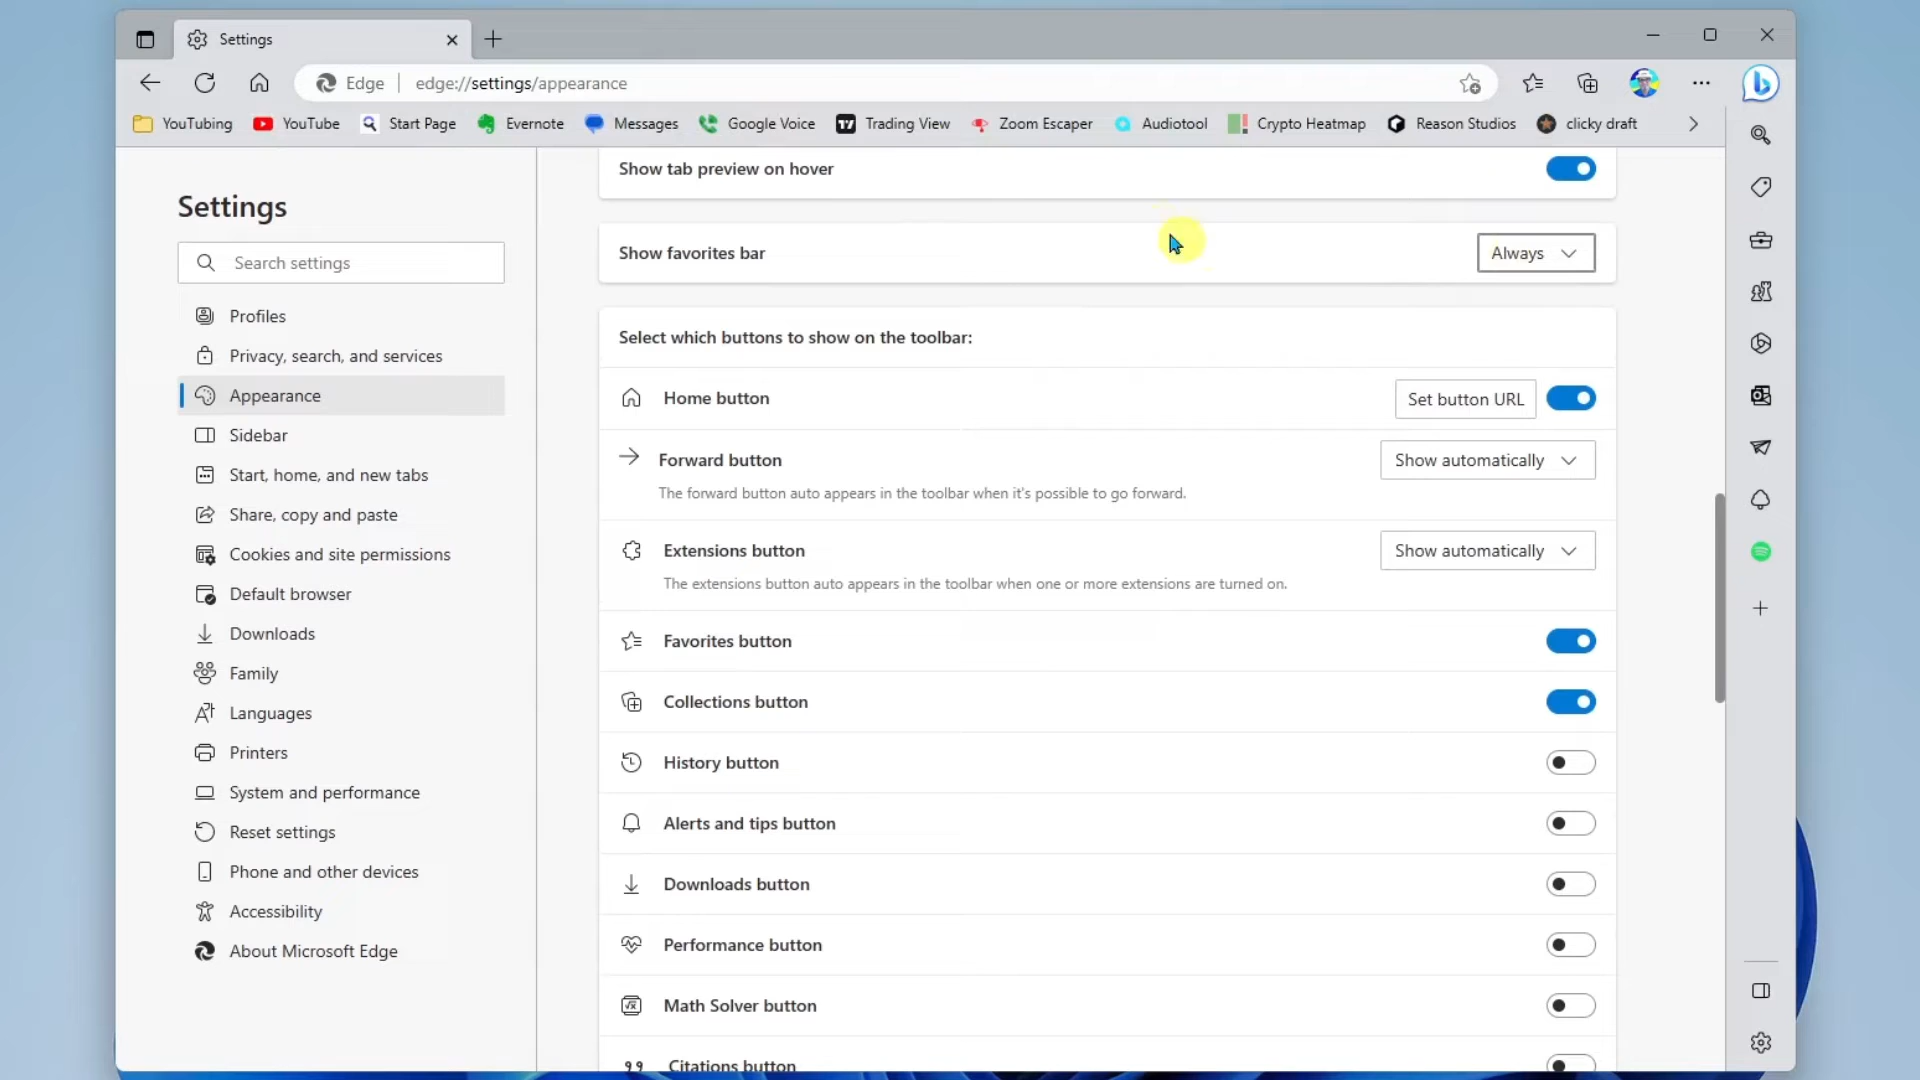 Settings
Edge | edge://settings/appearance
YouTubing YouTube Start Page Evernote Messages Google Voice Trading View Zoom Escaper Audiotool Crypto Heatmap Reason Studios clicky draft
Settings
Search settings
Profiles
Privacy, search, and services
Appearance
Sidebar
Start, home, and new tabs
Share, copy and paste
Cookies and site permissions
Default browser
Downloads
Family
Languages
Printers
System and performance
Reset settings
Phone and other devices
Accessibility
About Microsoft Edge
Show tab preview on hover
Show favorites bar Always
Select which buttons to show on the toolbar:
Home button Set button URL
Forward button Show automatically
The forward button auto appears in the toolbar when it's possible to go forward.
Extensions button Show automatically
The extensions button auto appears in the toolbar when one or more extensions are turned on.
Favorites button
Collections button
History button
Alerts and tips button
Downloads button
Performance button
Math Solver button
Citations button